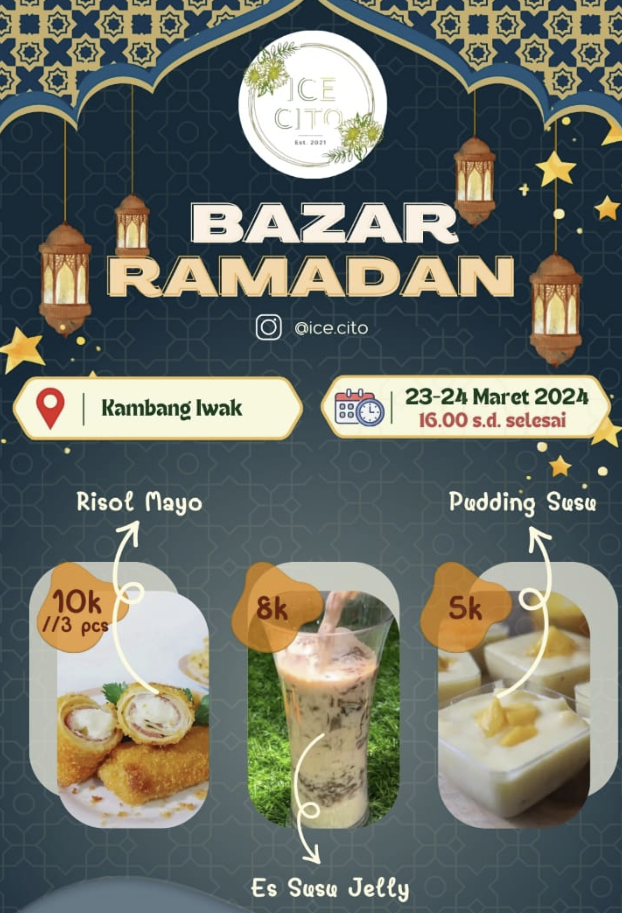 ICE
CITO
Est. 2021
BAZAR
RAMADAN
@ice.cito
Kambang Iwak
23-24 Maret 2024
16.00 s.d. selesai
Risol Mayo
Pudding Susu
10k
//3 pcs
8k
5k
Es Susu Jelly